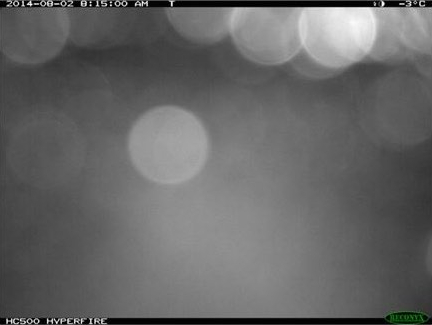 2014-08-02 8:15:00 AM T -3°C
HC500 HYPERFIRE RECONYX